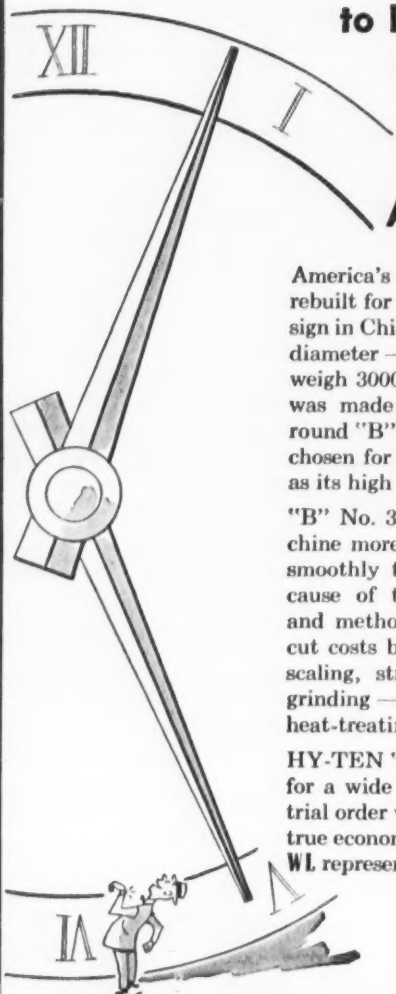 to
XII
I
A
America's
rebuilt for
sign in Chi
diameter —
weigh 3000
was made
round "B"
chosen for
as its high
"B" No. 3
chine more
smoothly t
cause of t
and metho
cut costs b
scaling, st
grinding —
heat-treatin
HY-TEN "
for a wide
trial order v
true econom
WL represen
V
VI